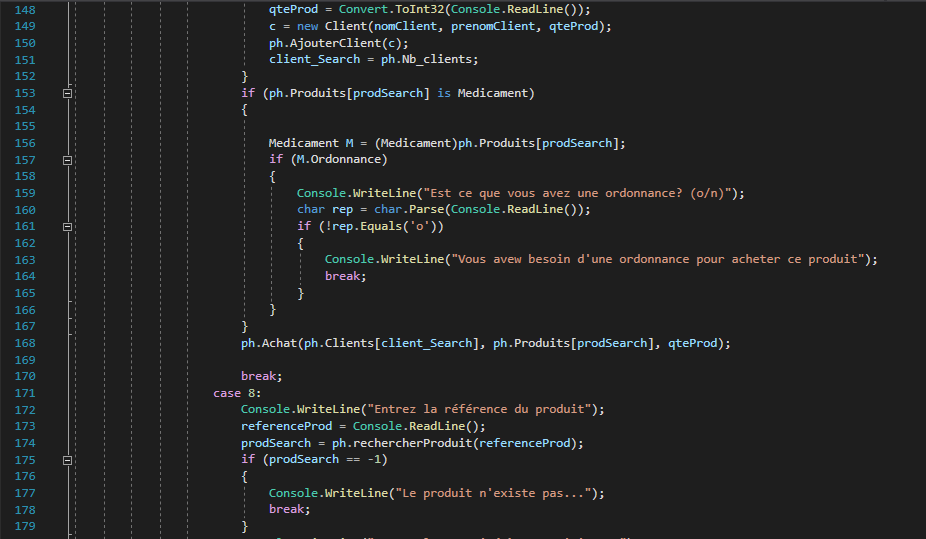 148 qteProd = Convert.ToInt32(Console.ReadLine());
149 c = new Client(nomClient, prenomClient, qteProd);
150 ph.AjouterClient(c);
151 client_Search = ph.Nb_clients;
152 }
153 if (ph.Produits[prodSearch] is Medicament)
154 {
155
156 Medicament M = (Medicament)ph.Produits[prodSearch];
157 if (M.Ordonnance)
158 {
159 Console.WriteLine("Est ce que vous avez une ordonnance? (o/n)");
160 char rep = char.Parse(Console.ReadLine());
161 if (!rep.Equals('o'))
162 {
163 Console.WriteLine("Vous avew besoin d'une ordonnance pour acheter ce produit");
164 break;
165 }
166 }
167 }
168 ph.Achat(ph.Clients[client_Search], ph.Produits[prodSearch], qteProd);
169
170 break;
171 case 8:
172 Console.WriteLine("Entrez la référence du produit");
173 referenceProd = Console.ReadLine();
174 prodSearch = ph.rechercherProduit(referenceProd);
175 if (prodSearch == -1)
176 {
177 Console.WriteLine("Le produit n'existe pas...");
178 break;
179 }